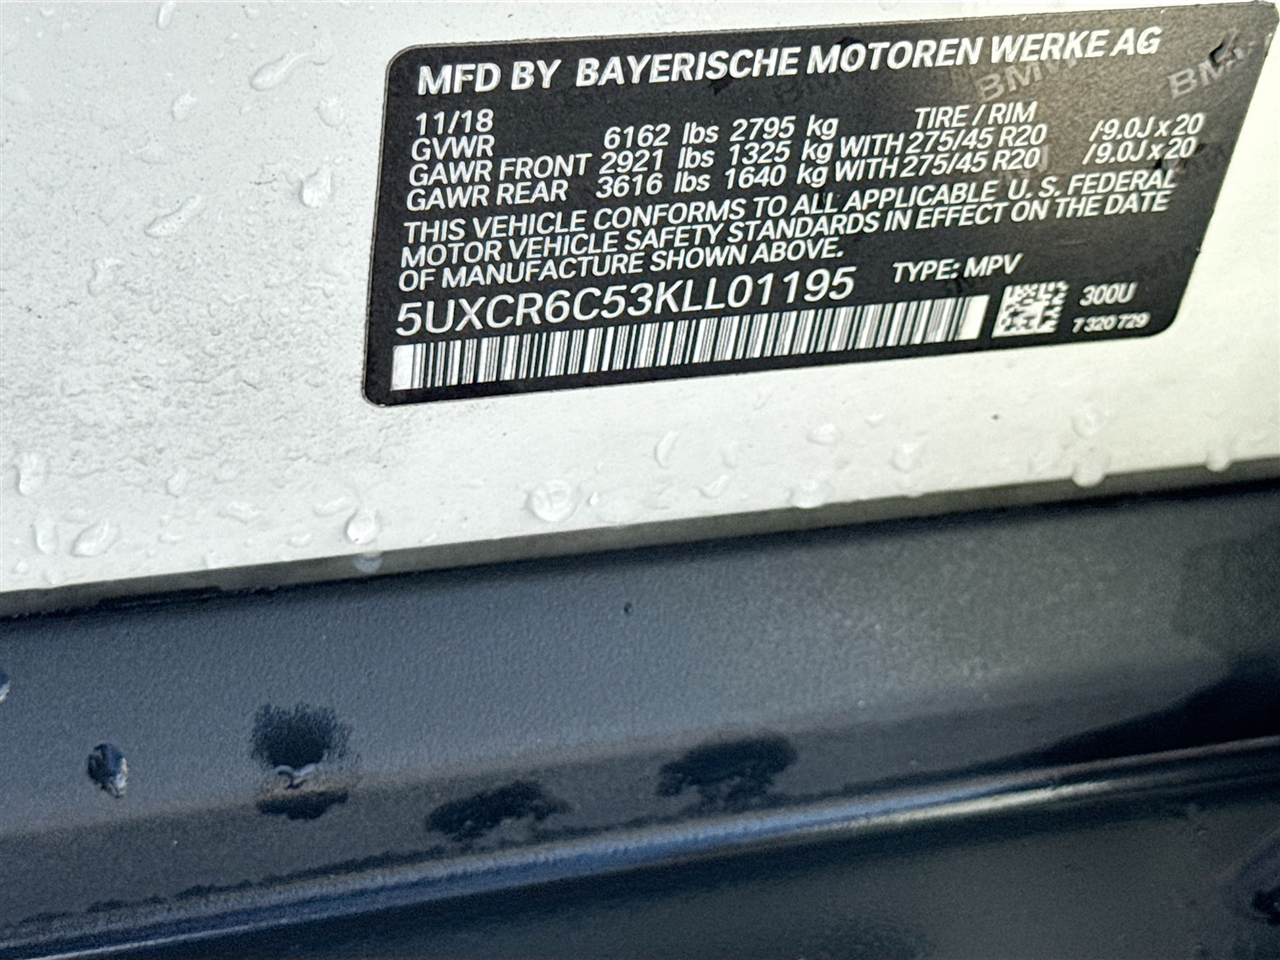 MFD BY BAYERISCHE MOTOREN WERKE AG
11/18 TIRE / RIM
GVWR 6162 lbs 2795 kg
GAWR FRONT 2921 lbs 1325 kg WITH 275/45 R20 /9.0J x 20
GAWR REAR 3616 lbs 1640 kg WITH 275/45 R20 /9.0J x 20
THIS VEHICLE CONFORMS TO ALL APPLICABLE U. S. FEDERAL
MOTOR VEHICLE SAFETY STANDARDS IN EFFECT ON THE DATE
OF MANUFACTURE SHOWN ABOVE.
5UXCR6C53KLL01195 TYPE: MPV
300U
7 320 729